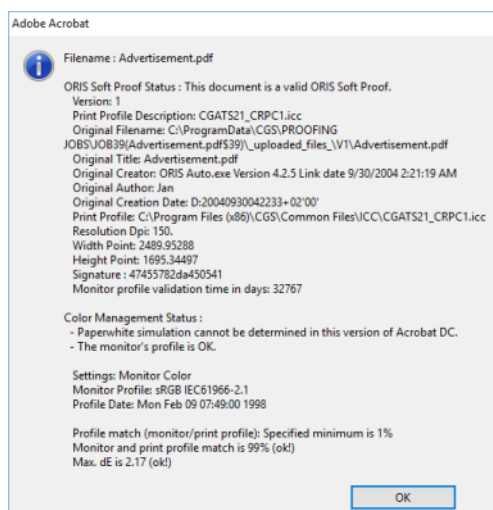 Adobe Acrobat
Filename : Advertisement.pdf
ORIS Soft Proof Status : This document is a valid ORIS Soft Proof.
Version: 1
Print Profile Description: CGATS21_CRPC1.icc
Original Filename: C:\ProgramData\CGS\PROOFING
JOBS\JOB39(Advertisement.pdf$39)\_uploaded_files_\V1\Advertisement.pdf
Original Title: Advertisement.pdf
Original Creator: ORIS Auto.exe Version 4.2.5 Link date 9/30/2004 2:21:19 AM
Original Author: Jan
Original Creation Date: D:20040930042233+02'00'
Print Profile: C:\Program Files (x86)\CGS\Common Files\ICC\CGATS21_CRPC1.icc
Resolution Dpi: 150.
Width Point: 2489.95288
Height Point: 1695.34497
Signature : 47455782da450541
Monitor profile validation time in days: 32767
Color Management Status :
- Paperwhite simulation cannot be determined in this version of Acrobat DC.
- The monitor's profile is OK.
Settings: Monitor Color
Monitor Profile: sRGB IEC61966-2.1
Profile Date: Mon Feb 09 07:49:00 1998
Profile match (monitor/print profile): Specified minimum is 1%
Monitor and print profile match is 99% (ok!)
Max. dE is 2.17 (ok!)
OK